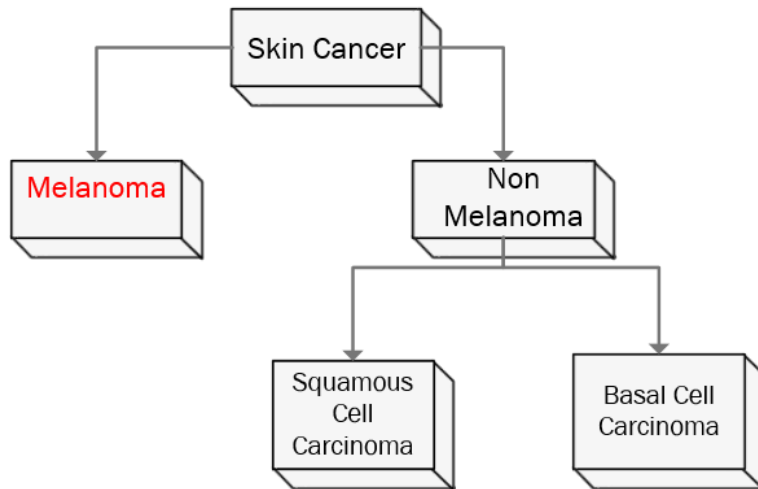 Skin Cancer
Melanoma
Non
Melanoma
Squamous
Cell
Carcinoma
Basal Cell
Carcinoma